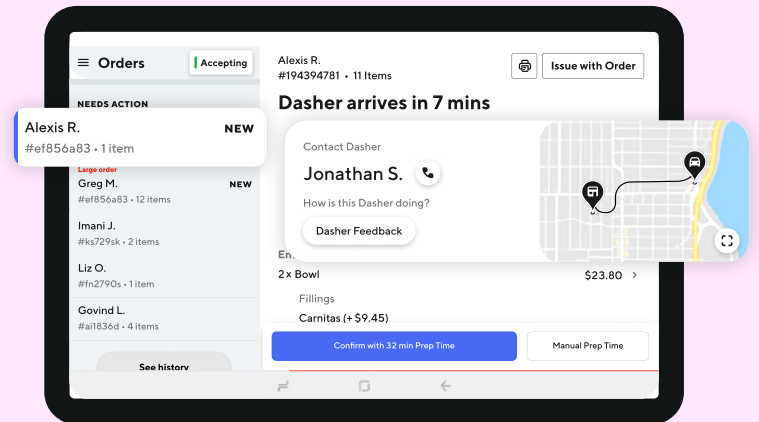 Orders
Accepting
NEEDS ACTION
Alexis R.
NEW
#ef856a83 • 1 item
Large order
Greg M.
NEW
#ef856a83 • 12 items
Imani J.
#ks729sk • 2 items
Liz O.
#fn2790s • 1 item
Govind L.
#ai1836d • 4 items
See history
Alexis R.
#194394781 • 11 Items
Issue with Order
Dasher arrives in 7 mins
Contact Dasher
Jonathan S.
How is this Dasher doing?
Dasher Feedback
2 x Bowl
$23.80
Fillings
Carnitas (+ $9.45)
Confirm with 32 min Prep Time
Manual Prep Time